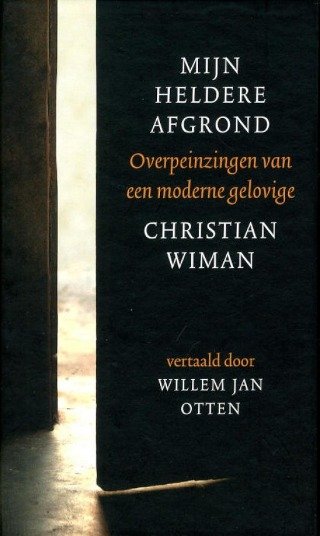 MIJN
HELDERE
AFGROND
Overpeinzingen van
een moderne gelovige
CHRISTIAN
WIMAN
vertaald door
WILLEM JAN
OTTEN